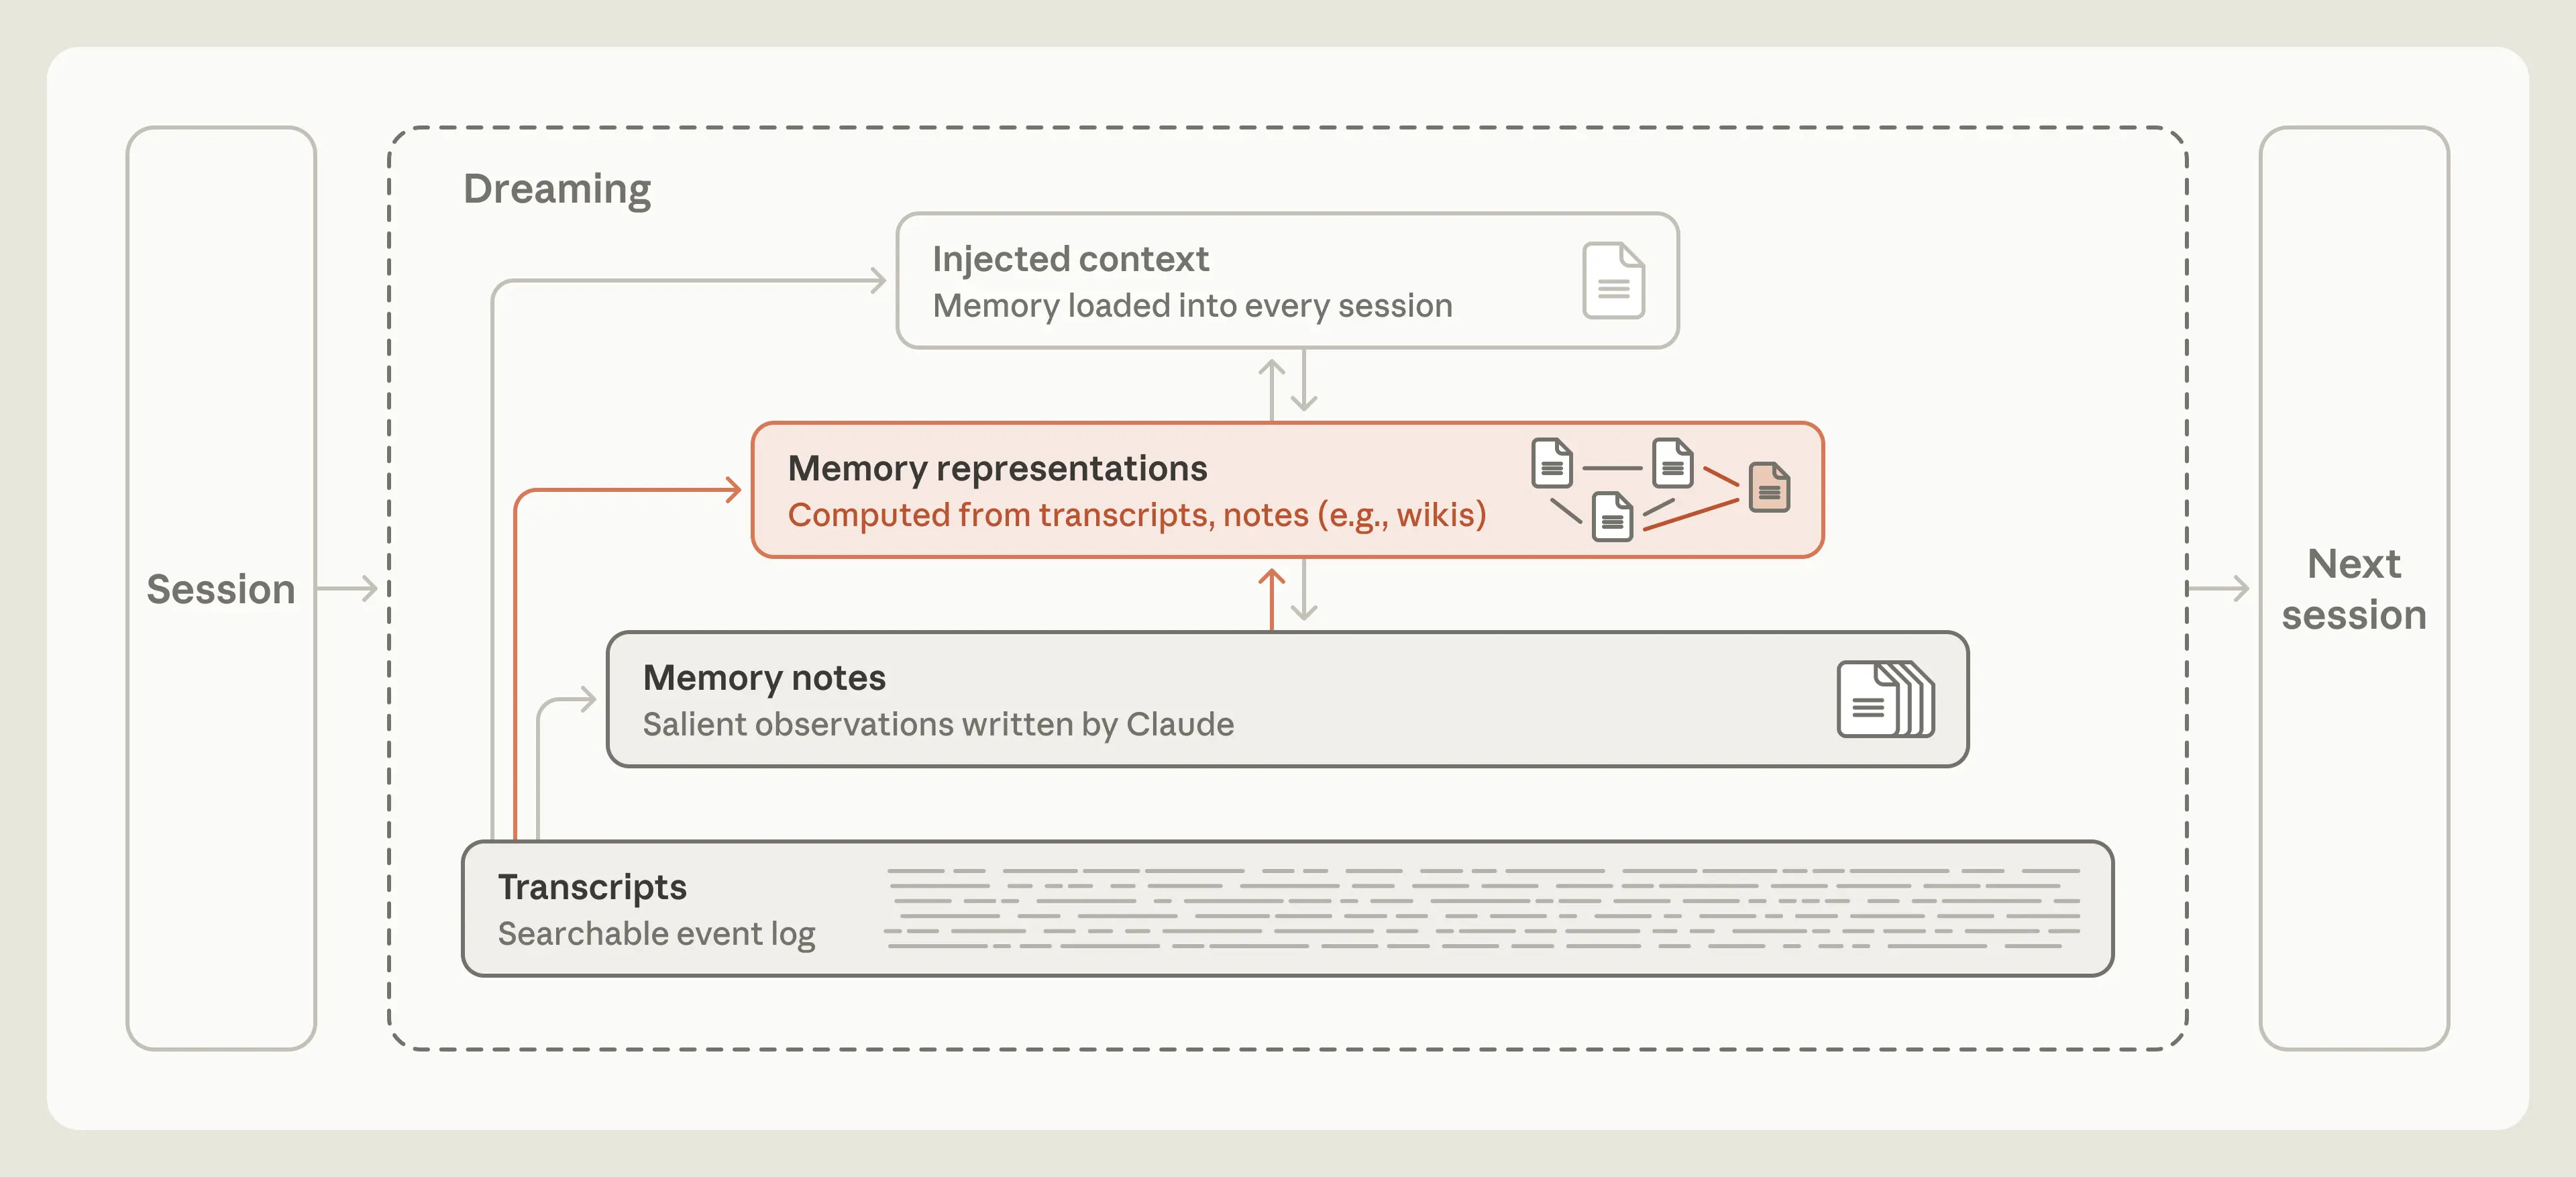 Dreaming
Injected context
Memory loaded into every session
Memory representations
Computed from transcripts, notes (e.g., wikis)
Session
Next
session
Memory notes
Salient observations written by Claude
Transcripts
Searchable event log